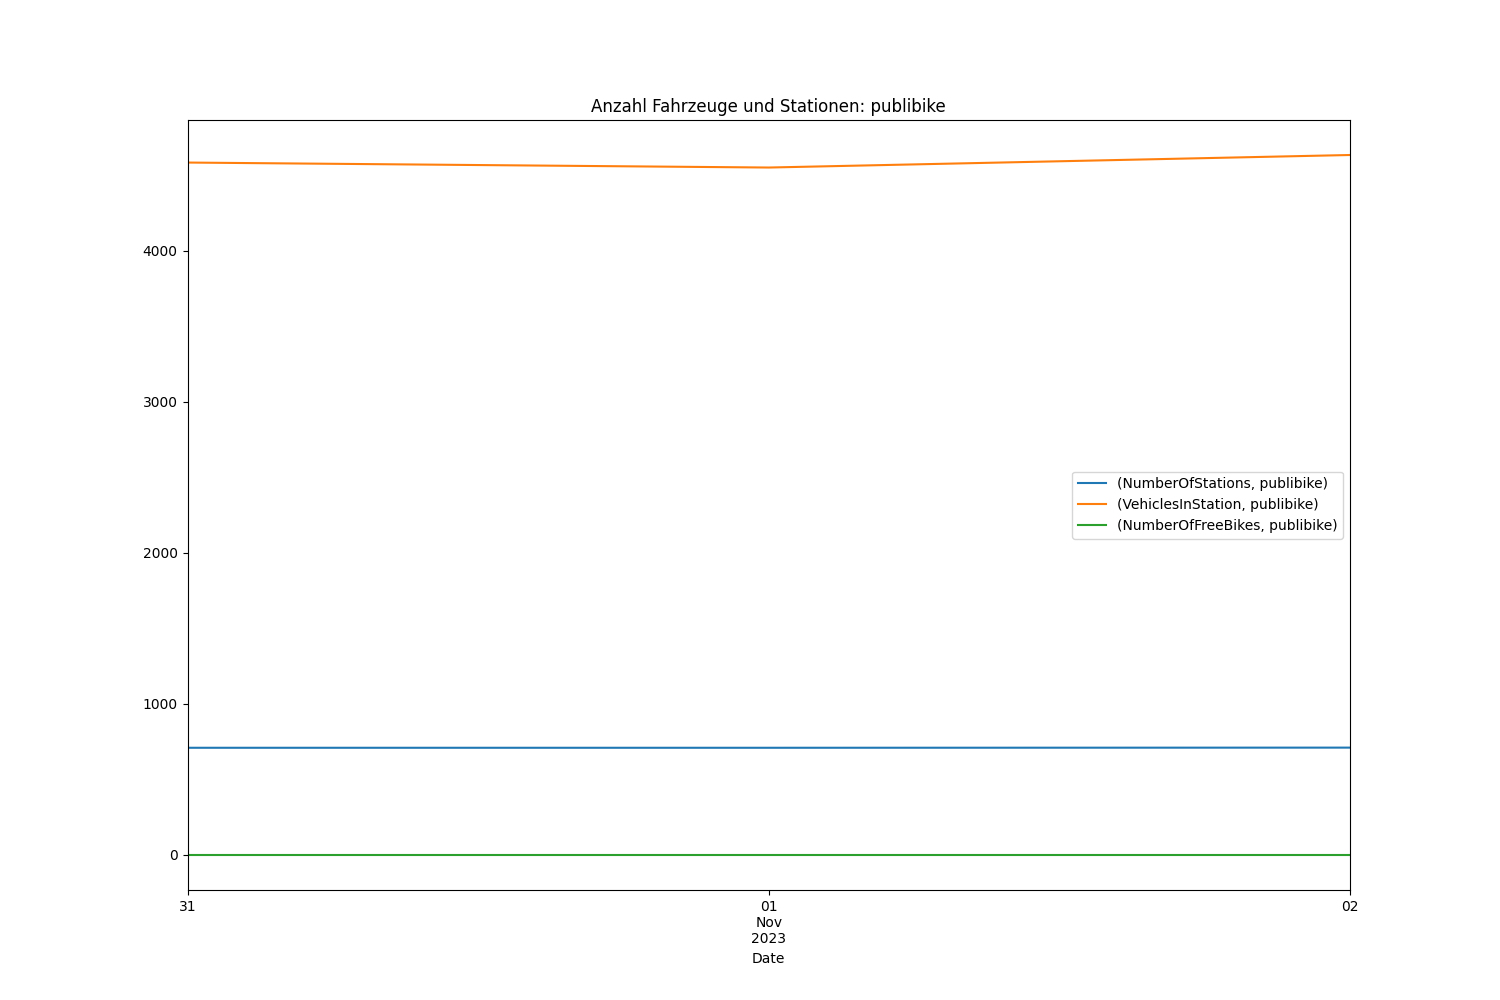 Anzahl Fahrzeuge und Stationen: publibike
4000
3000
2000
1000
0
(NumberOfStations, publibike)
(VehiclesInStation, publibike)
(NumberOfFreeBikes, publibike)
31
01
02
Nov
2023
Date